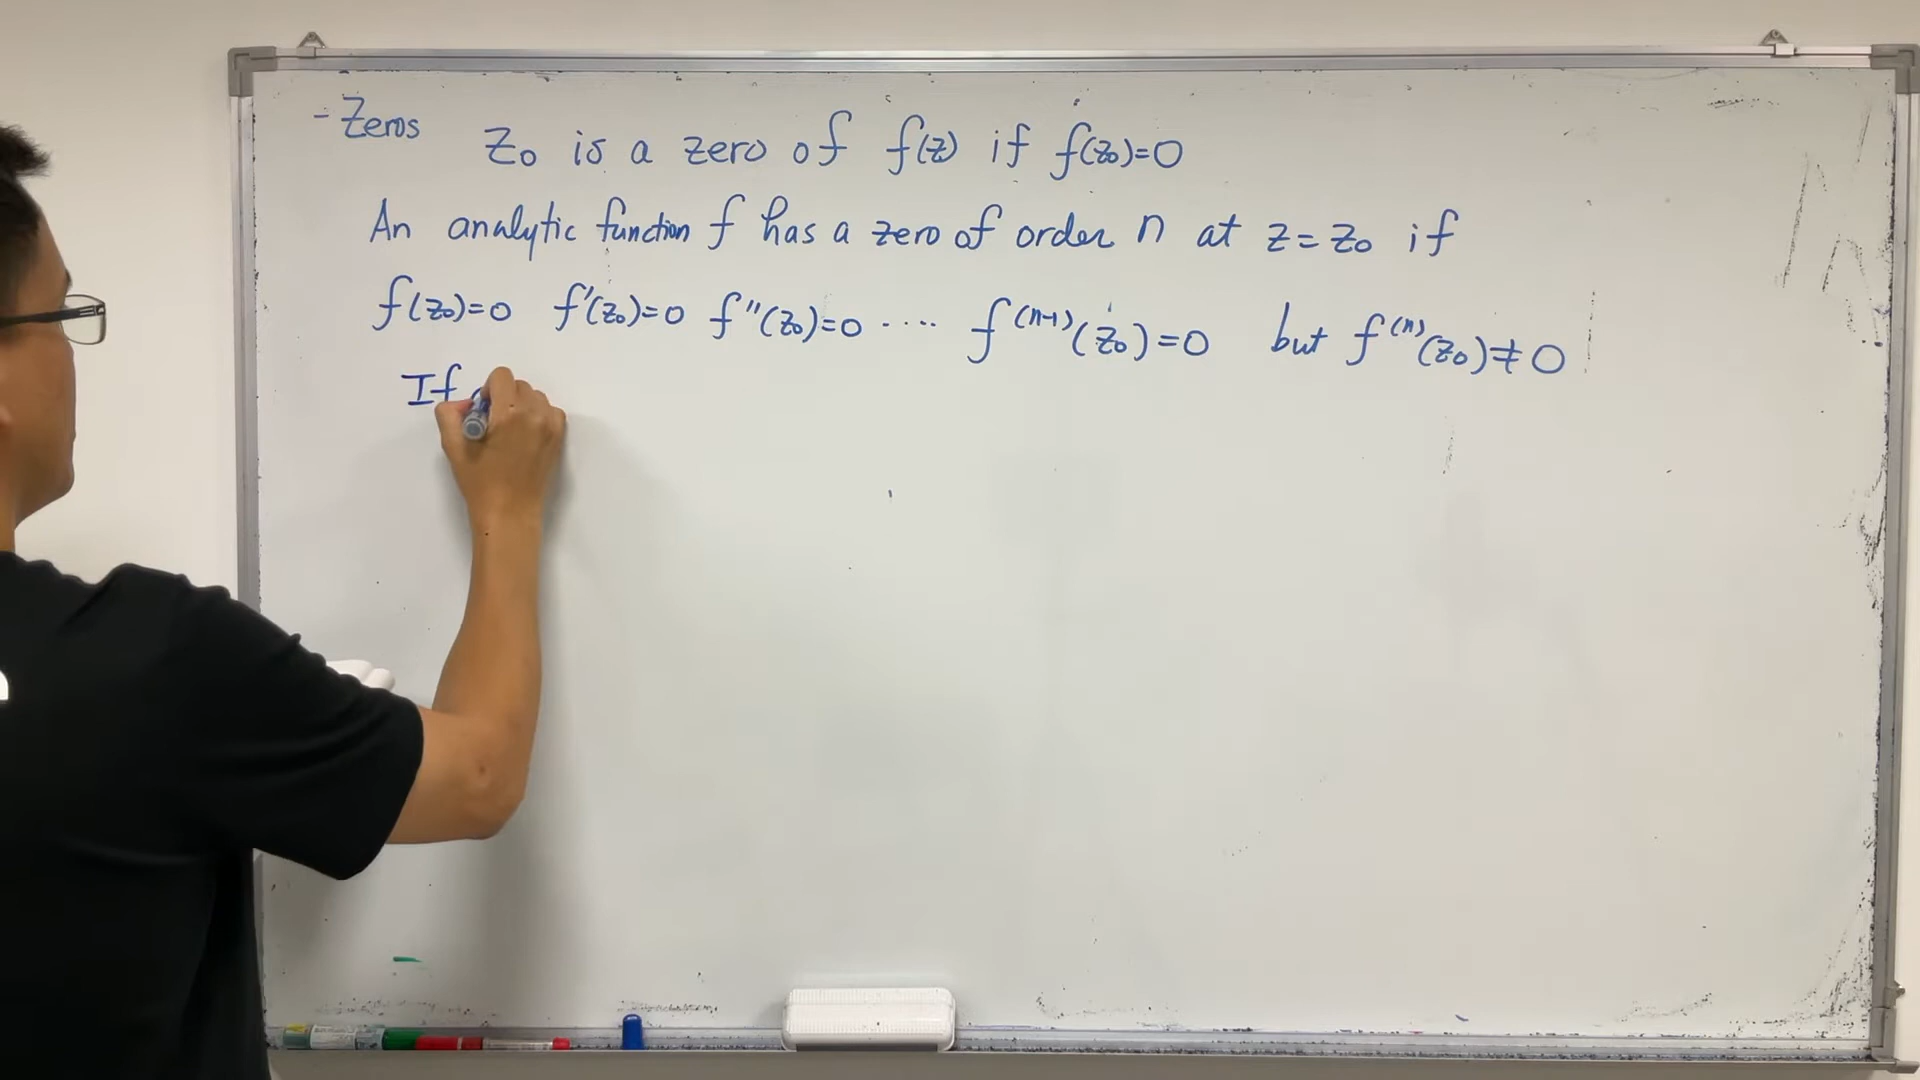 - Zeros
z₀ is a zero of f(z) if f(z₀)=0
An analytic function f has a zero of order n at z=z₀ if
f(z₀)=0 f'(z₀)=0 f''(z₀)=0 ···· f⁽ⁿ⁻¹⁾(z₀)=0 but f⁽ⁿ⁾(z₀)≠0
If